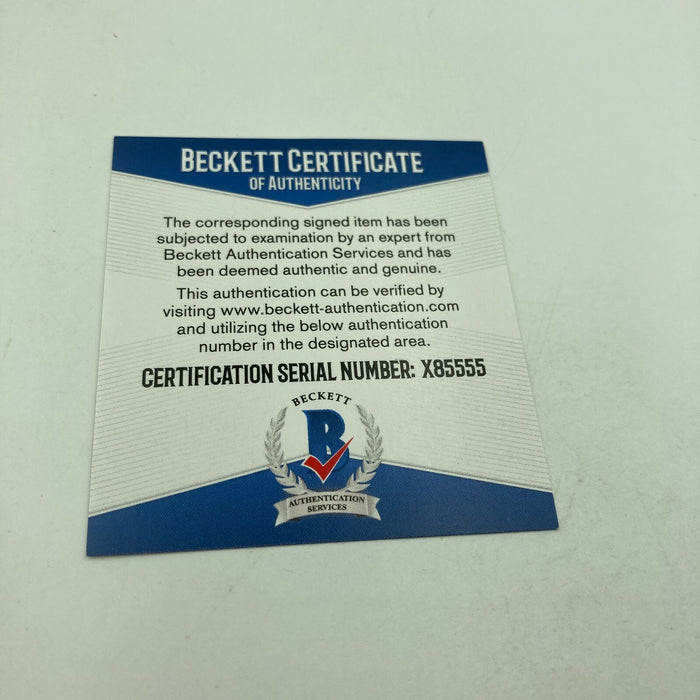 BECKETT CERTIFICATE
OF AUTHENTICITY
The corresponding signed item has been
subjected to examination by an expert from
Beckett Authentication Services and has
been deemed authentic and genuine.
This authentication can be verified by
visiting www.beckett-authentication.com
and utilizing the below authentication
number in the designated area.
CERTIFICATION SERIAL NUMBER: X85555
BECKETT
B
AUTHENTICATION
SERVICES